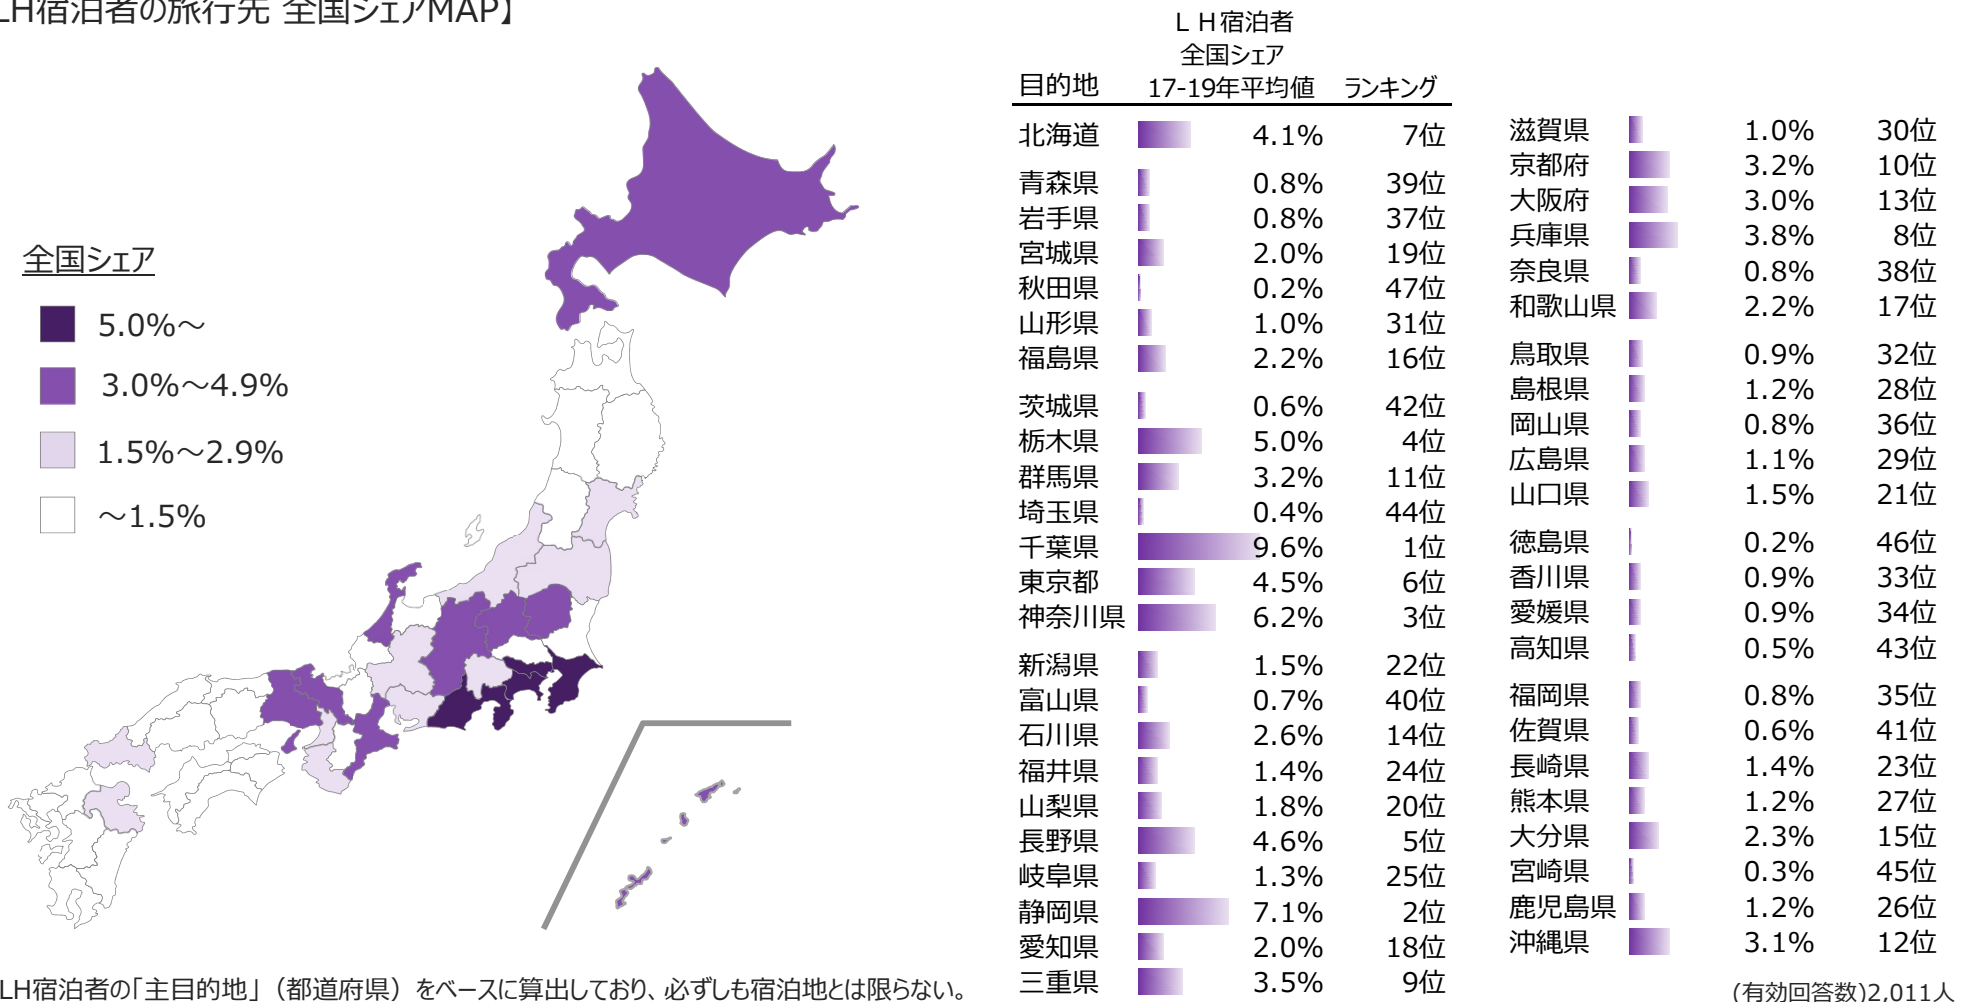 LH宿泊者の旅行先 全国シェアMAP】
全国シェア
5.0%～
3.0%～4.9%
1.5%～2.9%
～1.5%
LH宿泊者の「主目的地」（都道府県）をベースに算出しており、必ずしも宿泊地とは限らない。
ＬＨ宿泊者
全国シェア
目的地 17-19年平均値 ランキング
北海道 4.1% 7位
青森県 0.8% 39位
岩手県 0.8% 37位
宮城県 2.0% 19位
秋田県 0.2% 47位
山形県 1.0% 31位
福島県 2.2% 16位
茨城県 0.6% 42位
栃木県 5.0% 4位
群馬県 3.2% 11位
埼玉県 0.4% 44位
千葉県 9.6% 1位
東京都 4.5% 6位
神奈川県 6.2% 3位
新潟県 1.5% 22位
富山県 0.7% 40位
石川県 2.6% 14位
福井県 1.4% 24位
山梨県 1.8% 20位
長野県 4.6% 5位
岐阜県 1.3% 25位
静岡県 7.1% 2位
愛知県 2.0% 18位
三重県 3.5% 9位
滋賀県 1.0% 30位
京都府 3.2% 10位
大阪府 3.0% 13位
兵庫県 3.8% 8位
奈良県 0.8% 38位
和歌山県 2.2% 17位
鳥取県 0.9% 32位
島根県 1.2% 28位
岡山県 0.8% 36位
広島県 1.1% 29位
山口県 1.5% 21位
徳島県 0.2% 46位
香川県 0.9% 33位
愛媛県 0.9% 34位
高知県 0.5% 43位
福岡県 0.8% 35位
佐賀県 0.6% 41位
長崎県 1.4% 23位
熊本県 1.2% 27位
大分県 2.3% 15位
宮崎県 0.3% 45位
鹿児島県 1.2% 26位
沖縄県 3.1% 12位
(有効回答数)2,011人